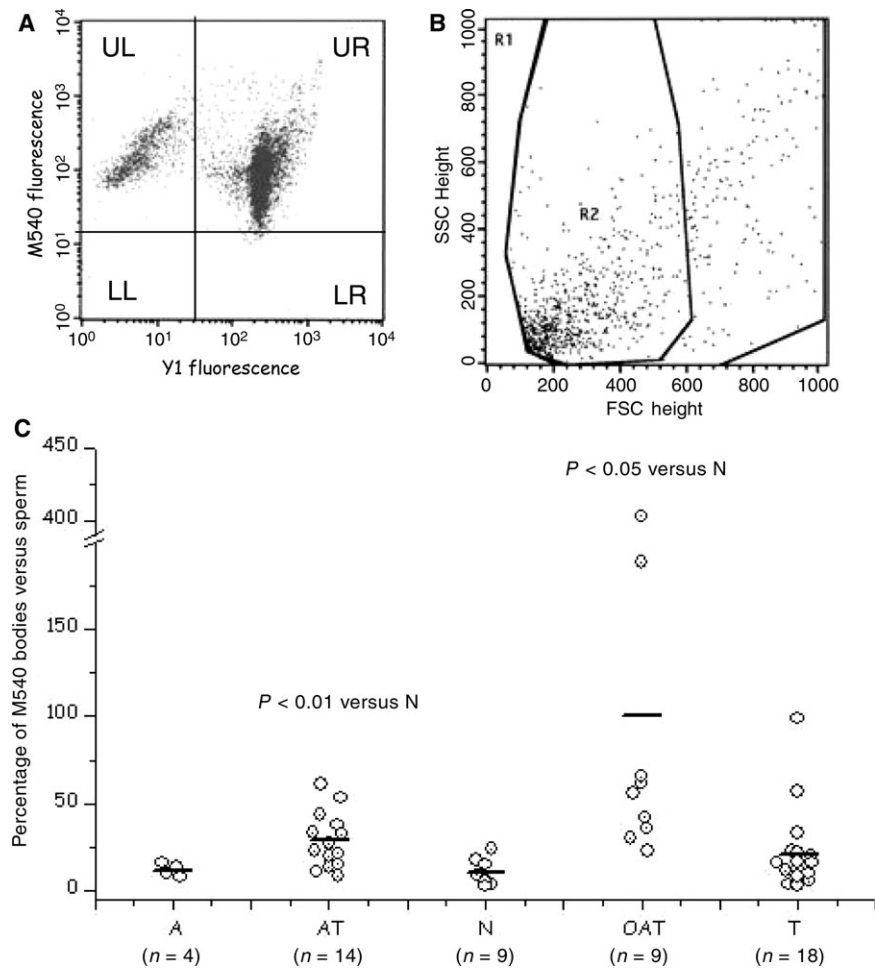 A
UL
UR
LL
LR
10⁴
10³
10²
10¹
10⁰
10⁰
10¹
10²
10³
10⁴
M540 fluorescence
Y1 fluorescence
B
R1
R2
1000
800
600
400
200
0
0
200
400
600
800
1000
SSC Height
FSC height
C
450
400
150
100
50
0
Percentage of M540 bodies versus sperm
P < 0.01 versus N
P < 0.05 versus N
A
AT
N
OAT
T
(n = 4)
(n = 14)
(n = 9)
(n = 9)
(n = 18)